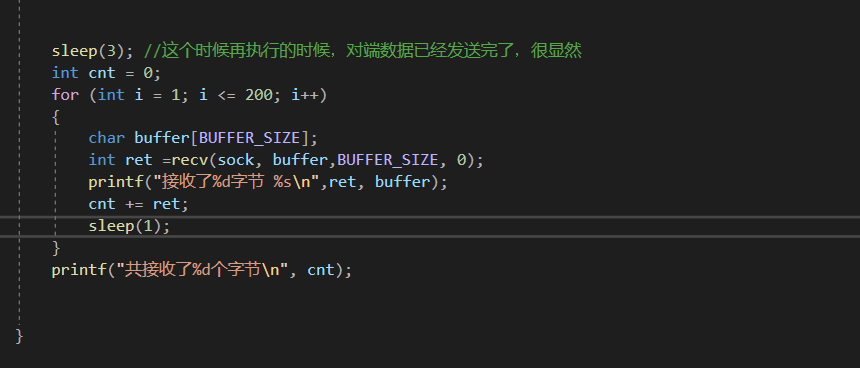 sleep(3); //这个时候再执行的时候，对端数据已经发送完了，很显然
int cnt = 0;
for (int i = 1; i <= 200; i++)
{
char buffer[BUFFER_SIZE];
int ret =recv(sock, buffer,BUFFER_SIZE, 0);
printf("接收了%d字节 %s\n",ret, buffer);
cnt += ret;
sleep(1);
}
printf("共接收了%d个字节\n", cnt);
}